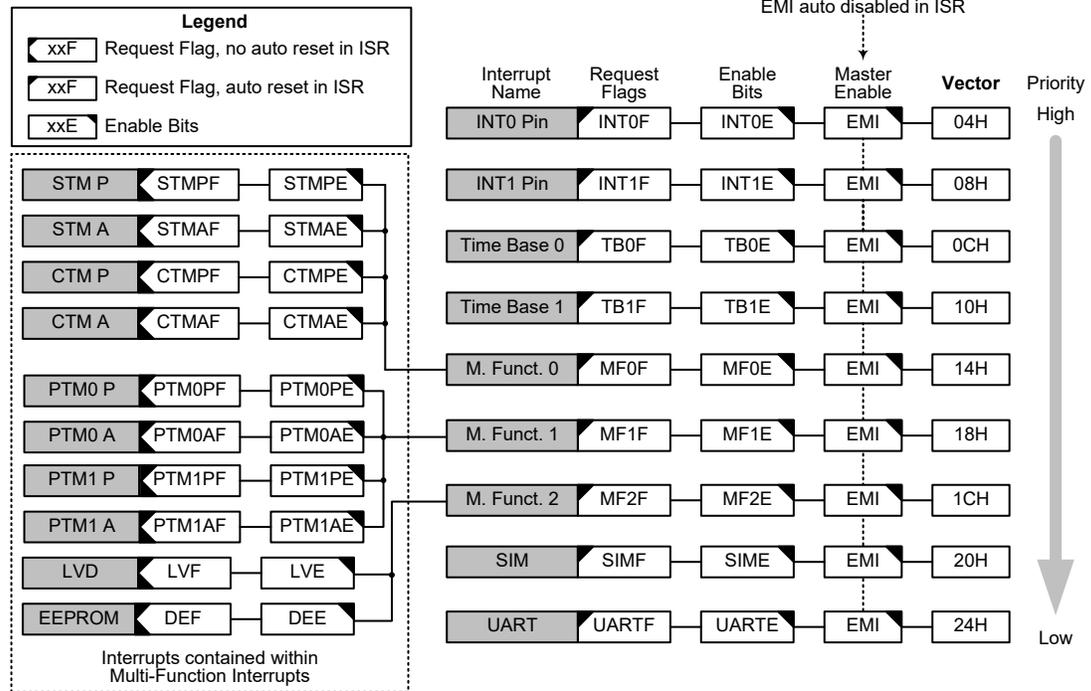 EMI auto disabled in ISR
Legend
xxF Request Flag, no auto reset in ISR
xxF Request Flag, auto reset in ISR
xxE Enable Bits
Interrupt Name Request Flags Enable Bits Master Enable Vector Priority
High
INT0 Pin INT0F INT0E EMI 04H
INT1 Pin INT1F INT1E EMI 08H
Time Base 0 TB0F TB0E EMI 0CH
Time Base 1 TB1F TB1E EMI 10H
M. Funct. 0 MF0F MF0E EMI 14H
M. Funct. 1 MF1F MF1E EMI 18H
M. Funct. 2 MF2F MF2E EMI 1CH
SIM SIMF SIME EMI 20H
UART UARTF UARTE EMI 24H
Low
STM P STMPF STMPE
STM A STMAF STMAE
CTM P CTMPF CTMPE
CTM A CTMAF CTMAE
PTM0 P PTM0PF PTM0PE
PTM0 A PTM0AF PTM0AE
PTM1 P PTM1PF PTM1PE
PTM1 A PTM1AF PTM1AE
LVD LVF LVE
EEPROM DEF DEE
Interrupts contained within
Multi-Function Interrupts